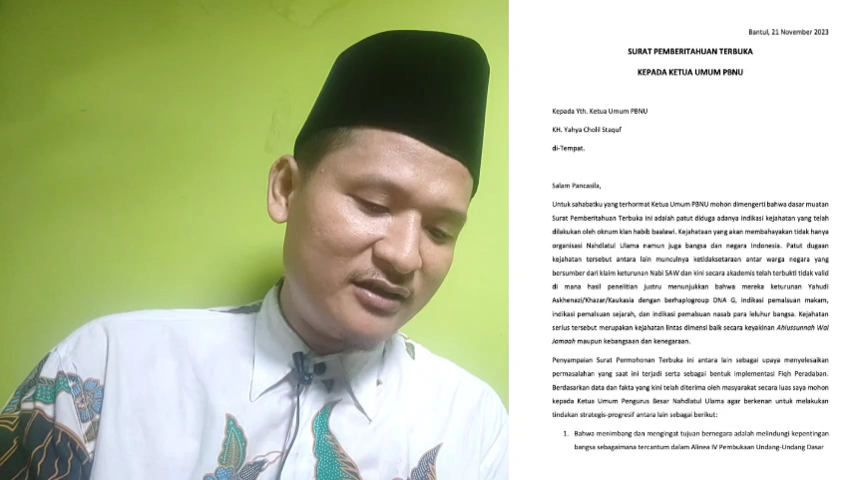 Bantul, 21 November 2023
SURAT PEMBERITAHUAN TERBUKA
KEPADA KETUA UMUM PBNU
Kepada Yth. Ketua Umum PBNU
KH. Yahya Cholil Staquf
di-Tempat.
Salam Pancasila,
Untuk sahabatku yang terhormat Ketua Umum PBNU mohon dimengerti bahwa dasar muatan
Surat Pemberitahuan Terbuka ini adalah patut diduga adanya indikasi kejahatan yang telah
dilakukan oleh oknum klan habib baalawi. Kejahataan yang akan membahayakan tidak hanya
organisasi Nahdlatul Ulama namun juga bangsa dan negara Indonesia. Patut dugaan
kejahatan tersebut antara lain munculnya ketidaksetaraan antar warga negara yang
bersumber dari klaim keturunan Nabi SAW dan kini secara akademis telah terbukti tidak valid
di mana hasil penelitian justru menunjukkan bahwa mereka keturunan Yahudi
Askhenazi/Khazar/Kaukasia dengan berhaplogroup DNA G, indikasi pemalsuan makam,
indikasi pemalsuan sejarah, dan indikasi pemalsuan nasab para leluhur bangsa. Kejahatan
serius tersebut merupakan kejahatan lintas dimensi baik secara keyakinan Ahlussunnah Wal
Jamaah maupun kebangsaan dan kenegaraan.
Penyampaian Surat Permohonan Terbuka ini antara lain sebagai upaya menyelesaikan
permasalahan yang saat ini terjadi serta sebagai bentuk implementasi Fiqh Peradaban.
Berdasarkan data dan fakta yang kini telah diterima oleh masyarakat secara luas saya mohon
kepada Ketua Umum Pengurus Besar Nahdlatul Ulama agar berkenan untuk melakukan
tindakan strategis-progresif antara lain sebagai berikut:
1. Bahwa menimbang dan mengingat tujuan bernegara adalah melindungi kepentingan
bangsa sebagaimana tercantum dalam Alinea IV Pembukaan Undang-Undang Dasar